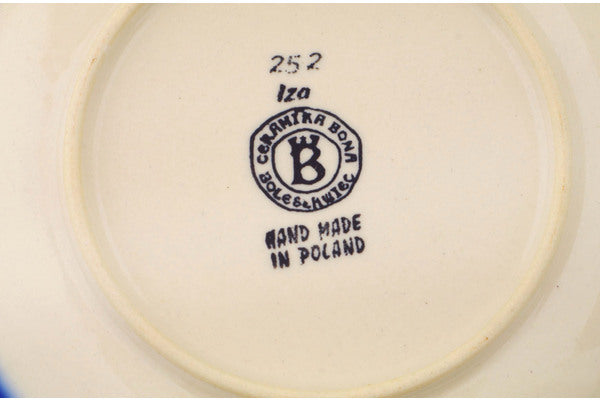 252
Iza
CERAMIKA BONA
B
BOLESŁAWIEC
HAND MADE
IN POLAND